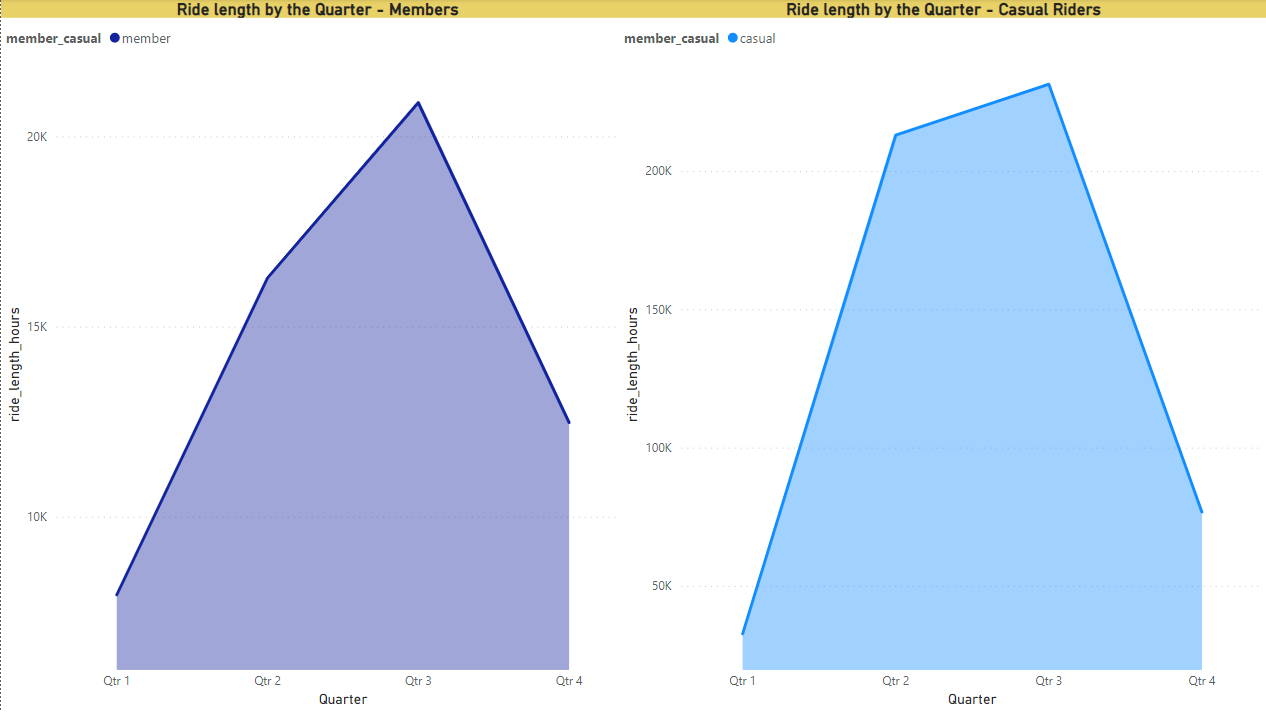 Ride length by the Quarter - Members
member_casual member
20K
15K
10K
ride_length_hours
Qtr 1 Qtr 2 Qtr 3 Qtr 4
Quarter
Ride length by the Quarter - Casual Riders
member_casual casual
200K
150K
100K
50K
ride_length_hours
Qtr 1 Qtr 2 Qtr 3 Qtr 4
Quarter